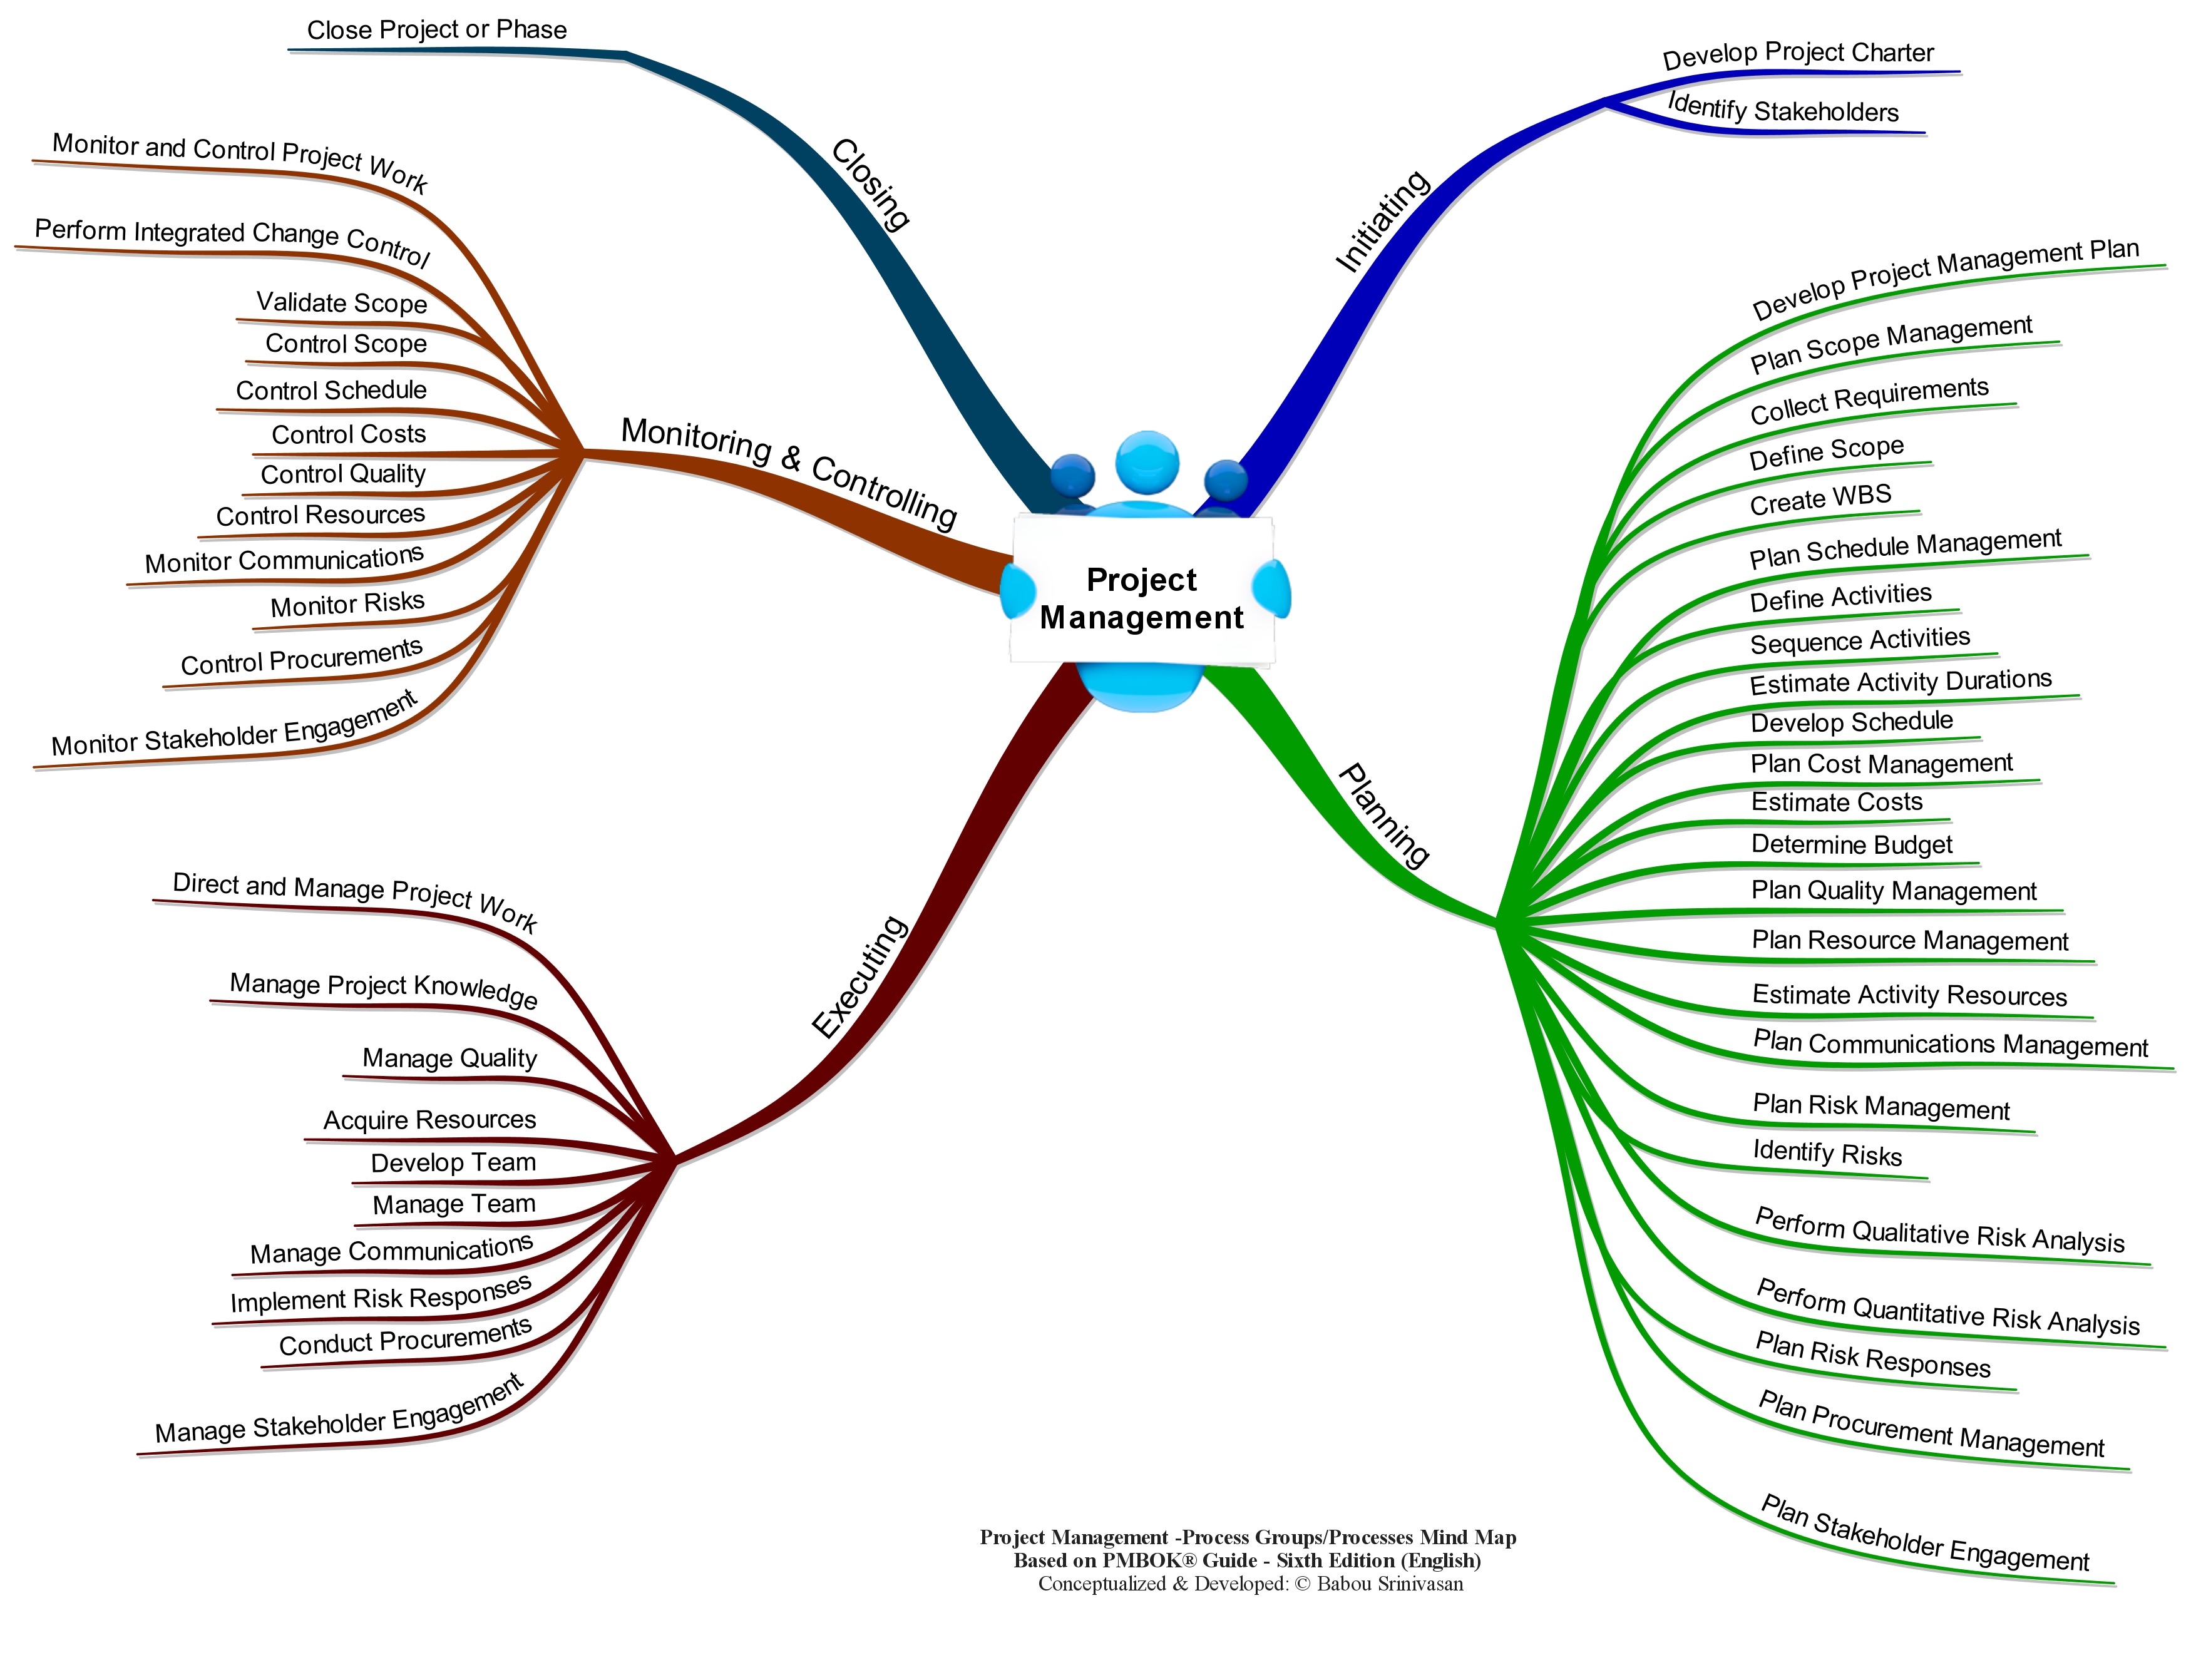 Project
Management
Initiating
Develop Project Charter
Identify Stakeholders
Planning
Develop Project Management Plan
Plan Scope Management
Collect Requirements
Define Scope
Create WBS
Plan Schedule Management
Define Activities
Sequence Activities
Estimate Activity Durations
Develop Schedule
Plan Cost Management
Estimate Costs
Determine Budget
Plan Quality Management
Plan Resource Management
Estimate Activity Resources
Plan Communications Management
Plan Risk Management
Identify Risks
Perform Qualitative Risk Analysis
Perform Quantitative Risk Analysis
Plan Risk Responses
Plan Procurement Management
Plan Stakeholder Engagement
Executing
Direct and Manage Project Work
Manage Project Knowledge
Manage Quality
Acquire Resources
Develop Team
Manage Team
Manage Communications
Implement Risk Responses
Conduct Procurements
Manage Stakeholder Engagement
Monitoring & Controlling
Monitor and Control Project Work
Perform Integrated Change Control
Validate Scope
Control Scope
Control Schedule
Control Costs
Control Quality
Control Resources
Monitor Communications
Monitor Risks
Control Procurements
Monitor Stakeholder Engagement
Closing
Close Project or Phase
Project Management -Process Groups/Processes Mind Map
Based on PMBOK® Guide - Sixth Edition (English)
Conceptualized & Developed: © Babou Srinivasan